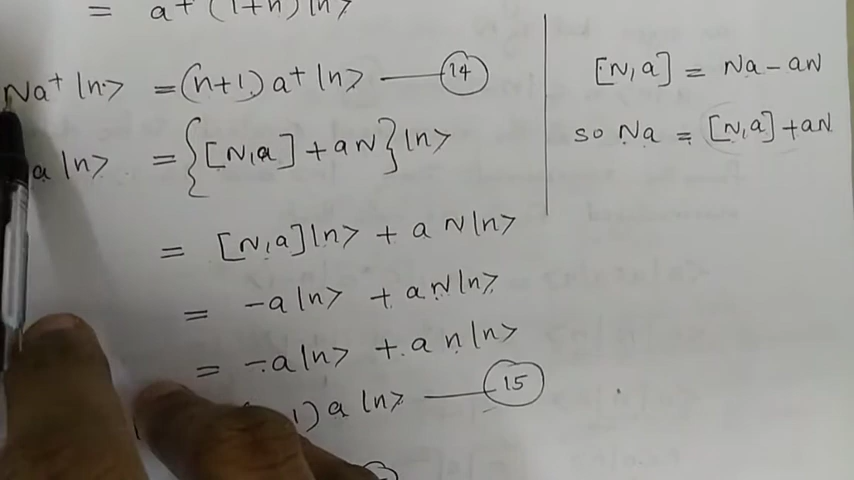 = a+ (1+n) |n>
Na+ |n> = (n+1) a+ |n> — 14
a |n> = { [N,a] + aN } |n>
= [N,a] |n> + a N |n>
= -a |n> + a N |n>
= -a |n> + a n |n>
1) a |n> — 15
[N,a] = Na - aN
so Na = [N,a] + aN